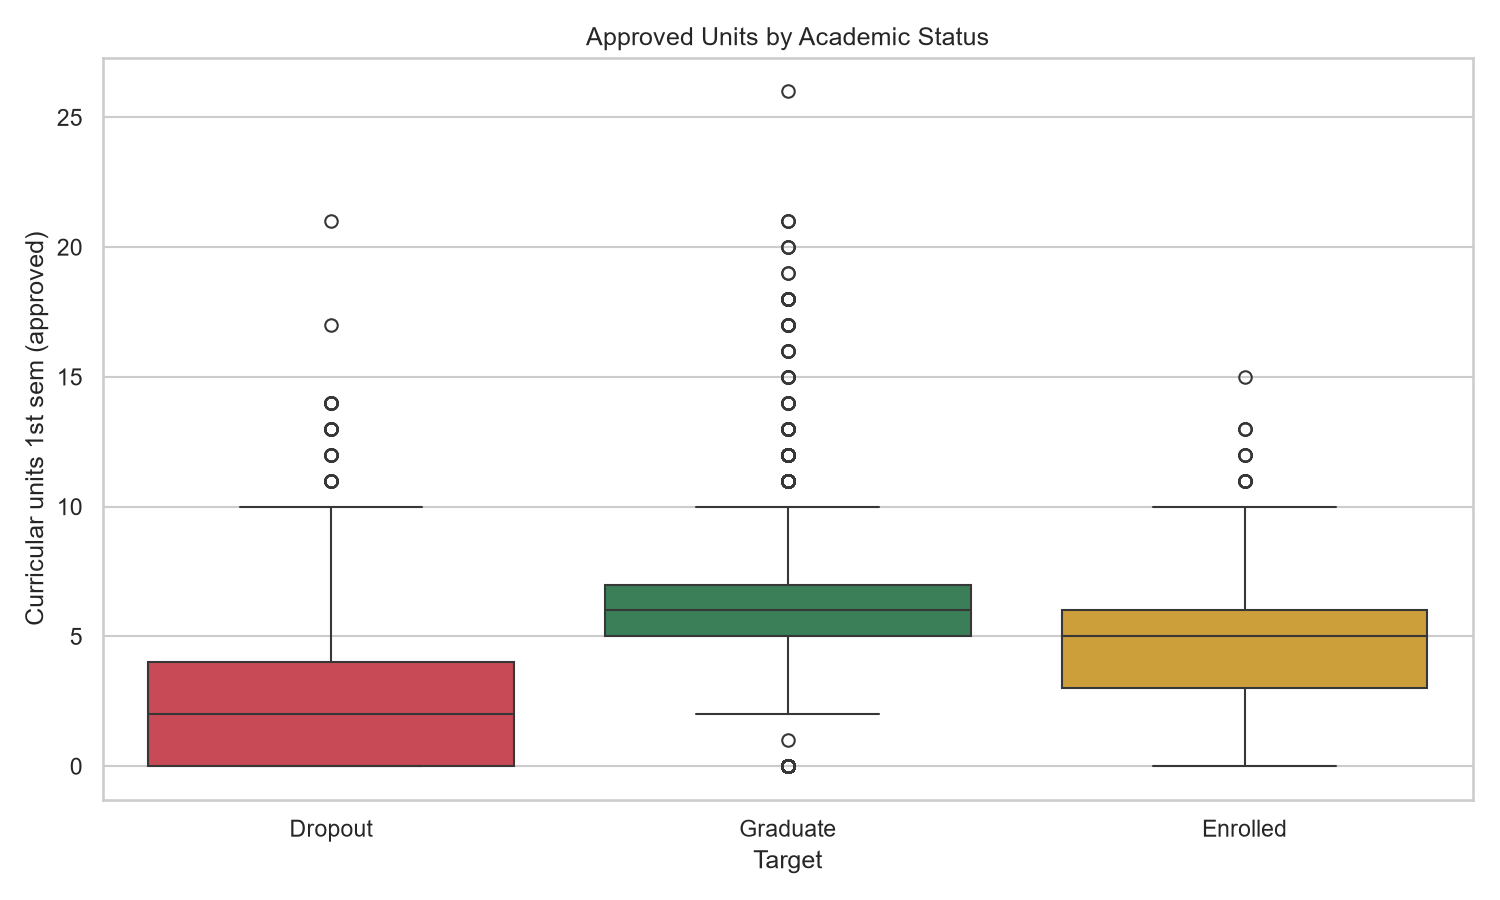 Approved Units by Academic Status
Curricular units 1st sem (approved)
25
20
15
10
5
0
Dropout
Graduate
Enrolled
Target